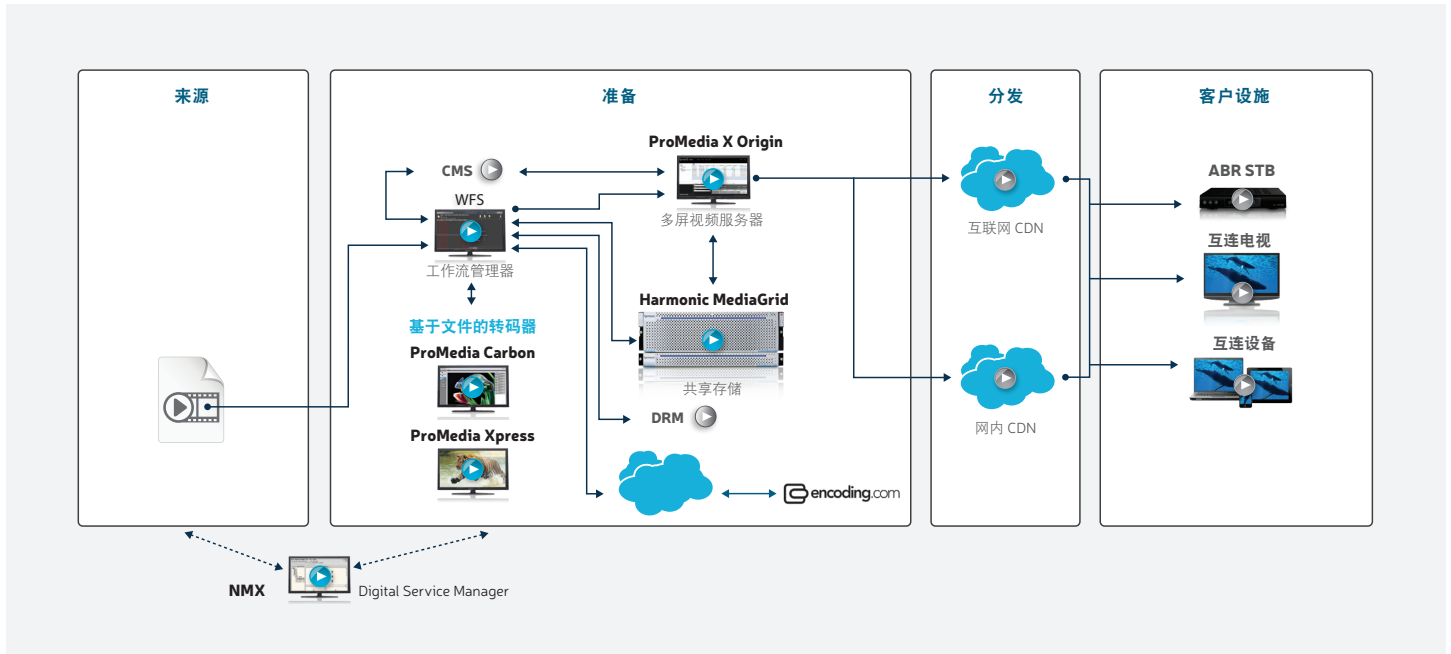 来源
准备
分发
客户设施
ProMedia X Origin
CMS
WFS
多屏视频服务器
工作流管理器
基于文件的转码器
ProMedia Carbon
ProMedia Xpress
Harmonic MediaGrid
共享存储
DRM
encoding.com
互联网 CDN
网内 CDN
ABR STB
互连电视
互连设备
NMX
Digital Service Manager